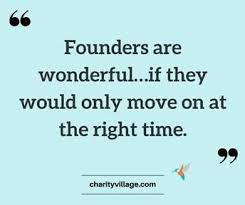 ❝
Founders are
wonderful...if they
would only move on at
the right time.
❞
charityvillage.com